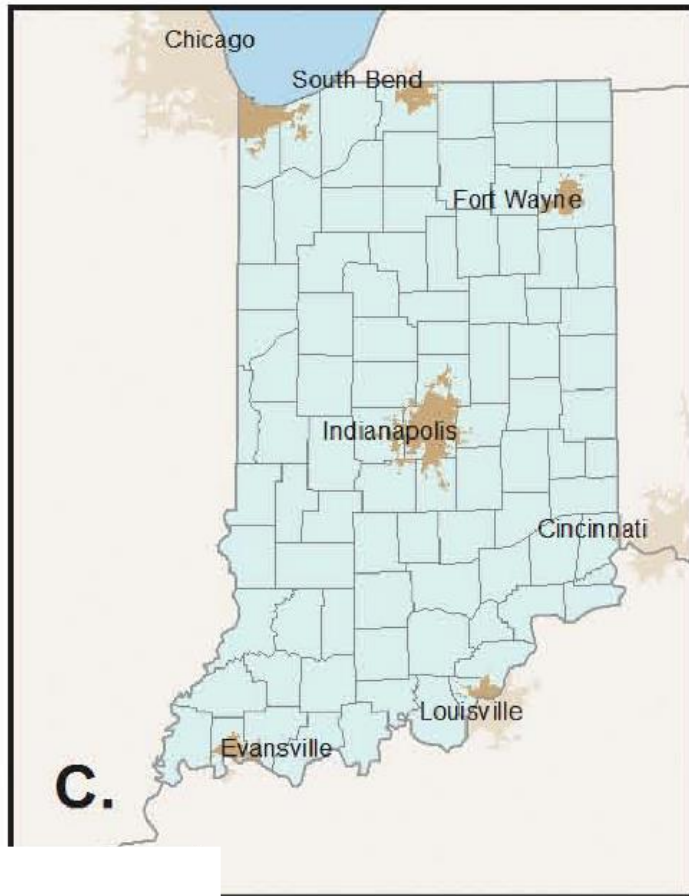 Chicago
South Bend
Fort Wayne
Indianapolis
Cincinnati
Louisville
Evansville
C.